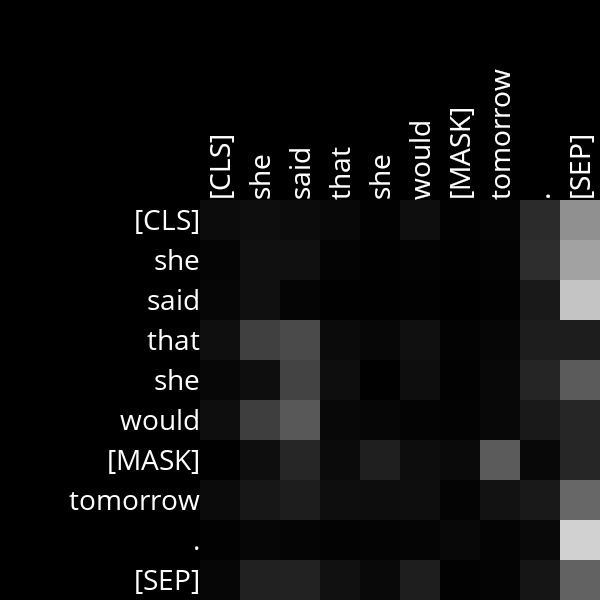 [CLS] she said that she would [MASK] tomorrow . [SEP]
[CLS]
she
said
that
she
would
[MASK]
tomorrow
.
[SEP]